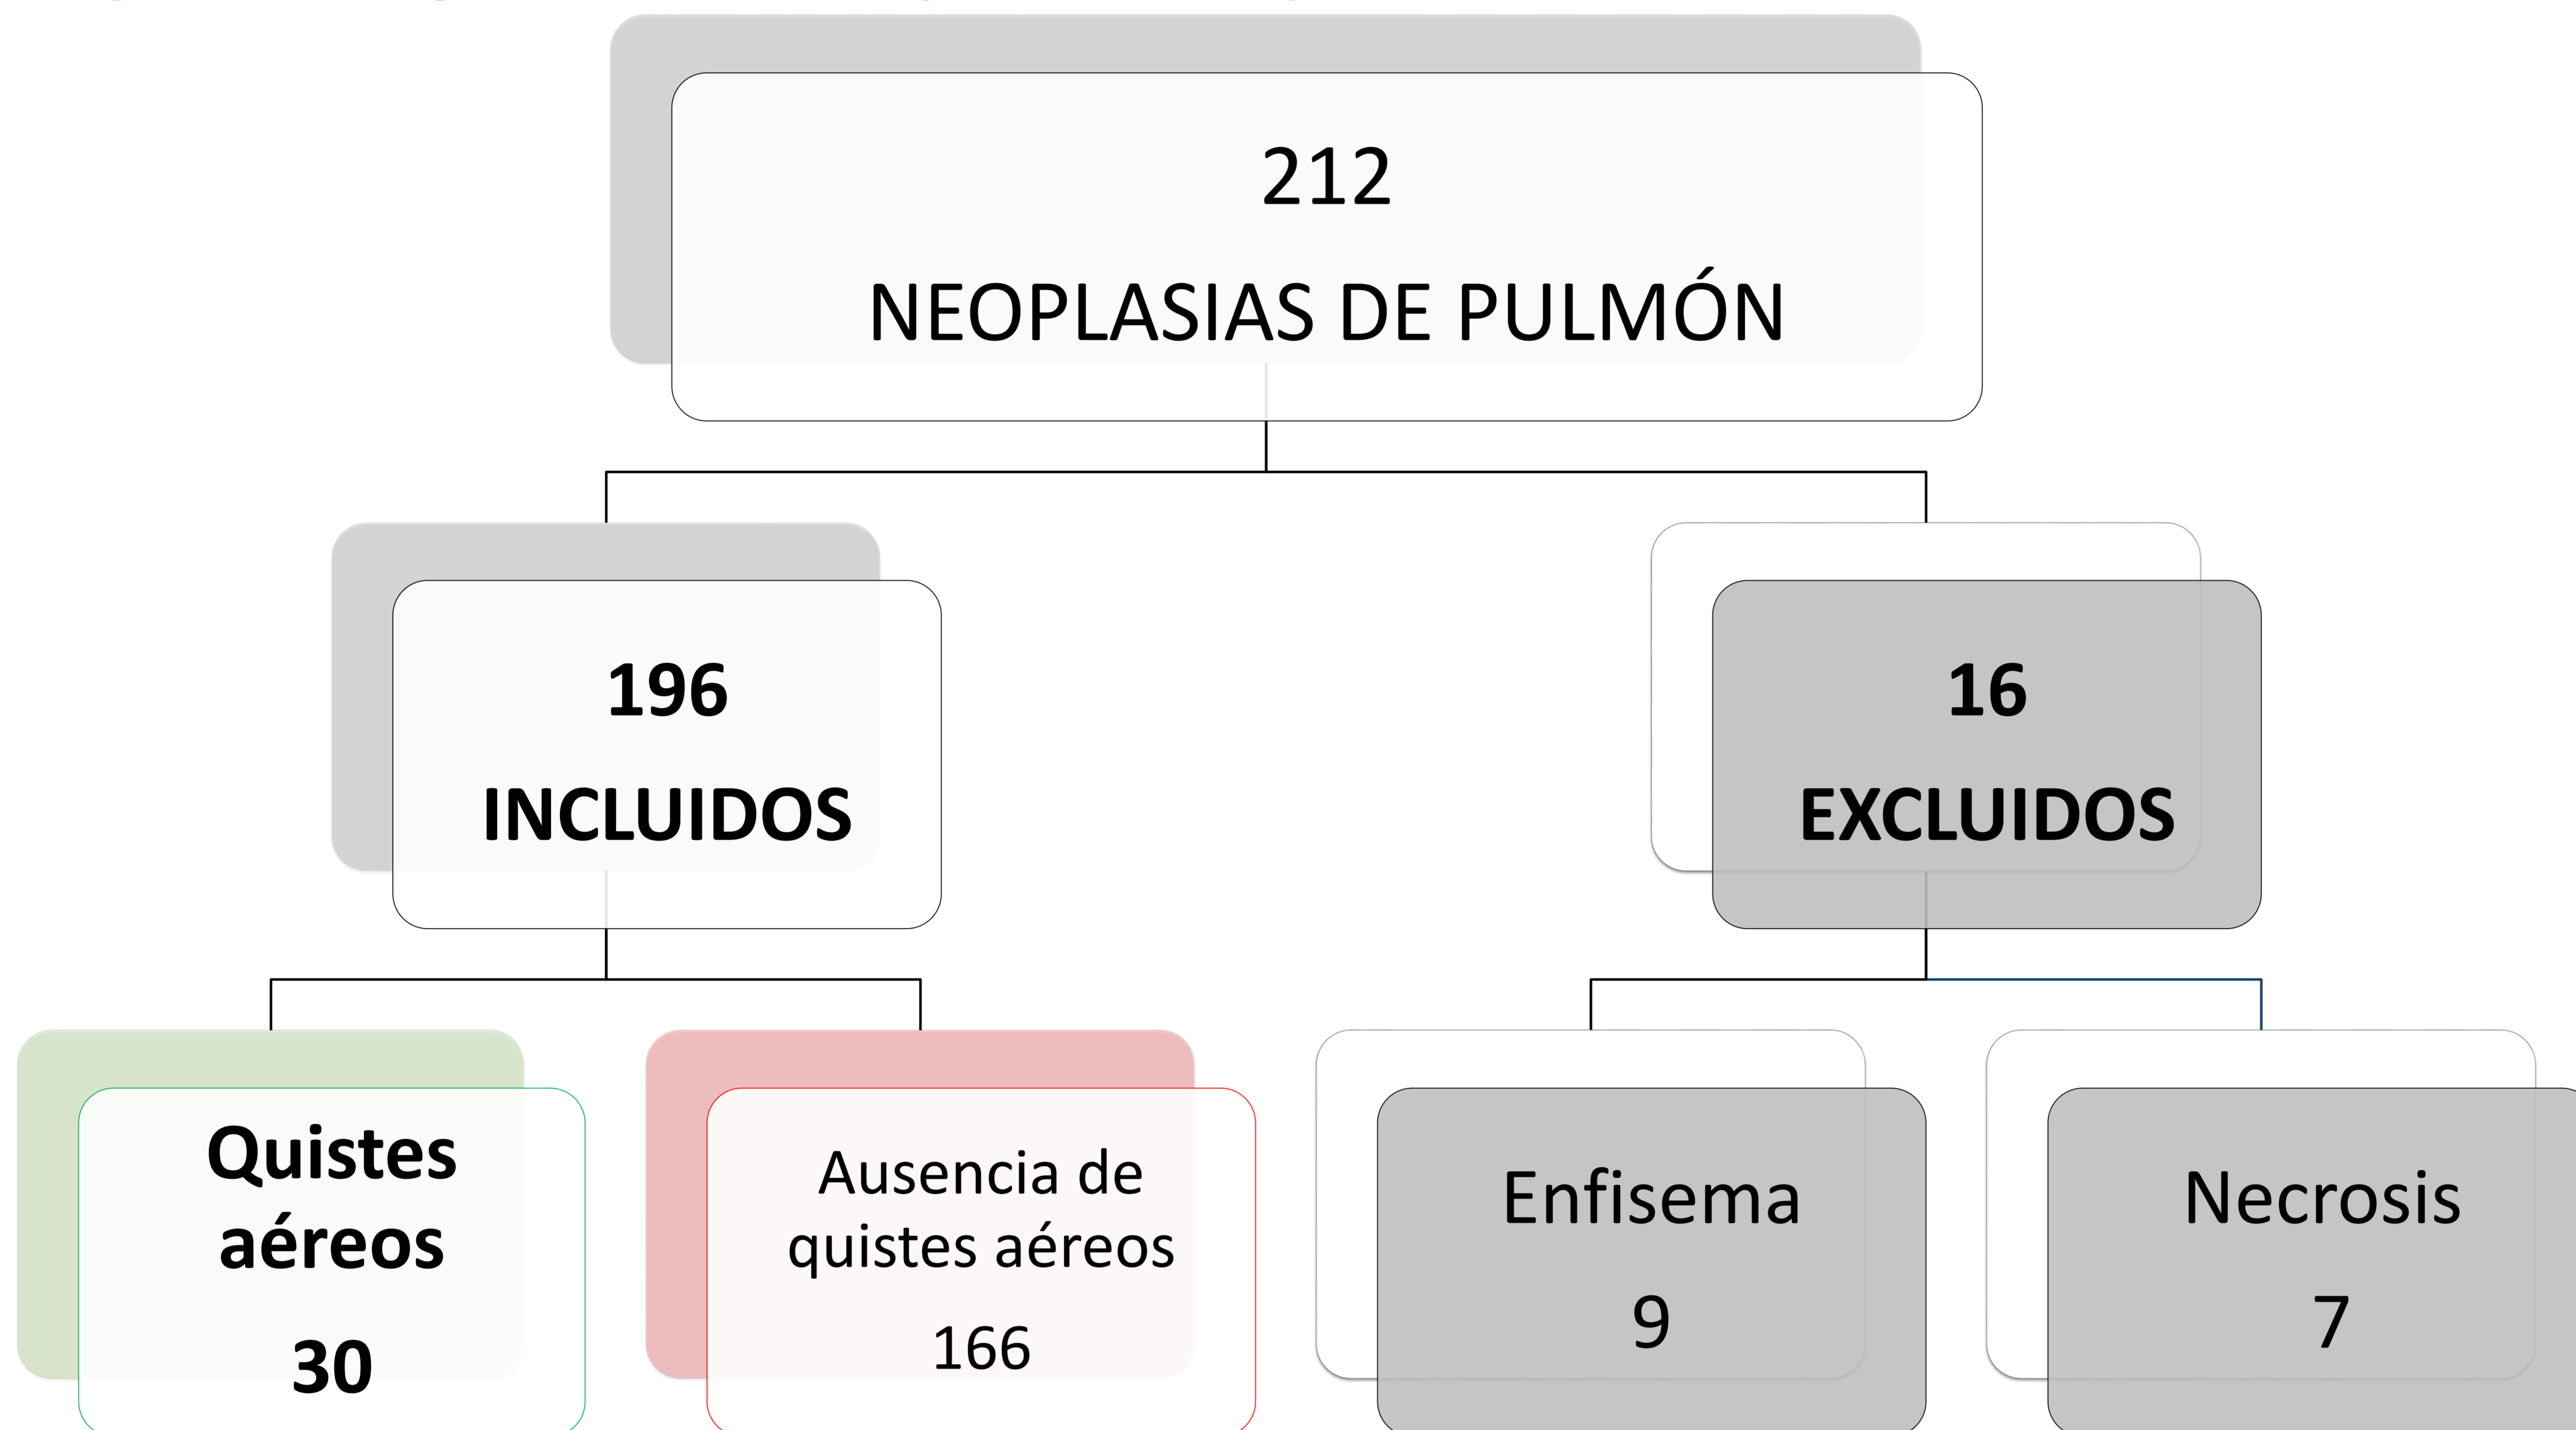 212
NEOPLASIAS DE PULMÓN
196
INCLUIDOS
16
EXCLUIDOS
Quistes
aéreos
30
Ausencia de
quistes aéreos
166
Enfisema
9
Necrosis
7